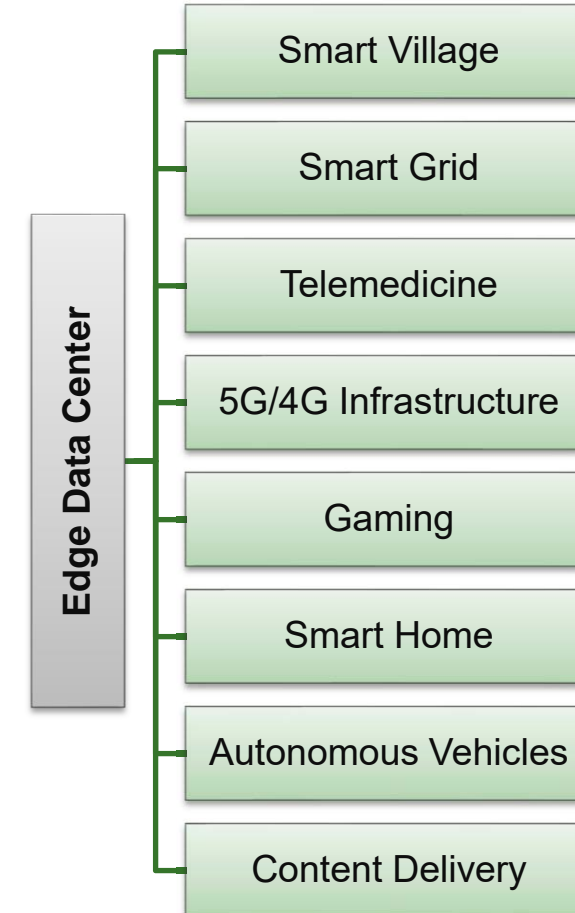 Edge Data Center
Smart Village
Smart Grid
Telemedicine
5G/4G Infrastructure
Gaming
Smart Home
Autonomous Vehicles
Content Delivery